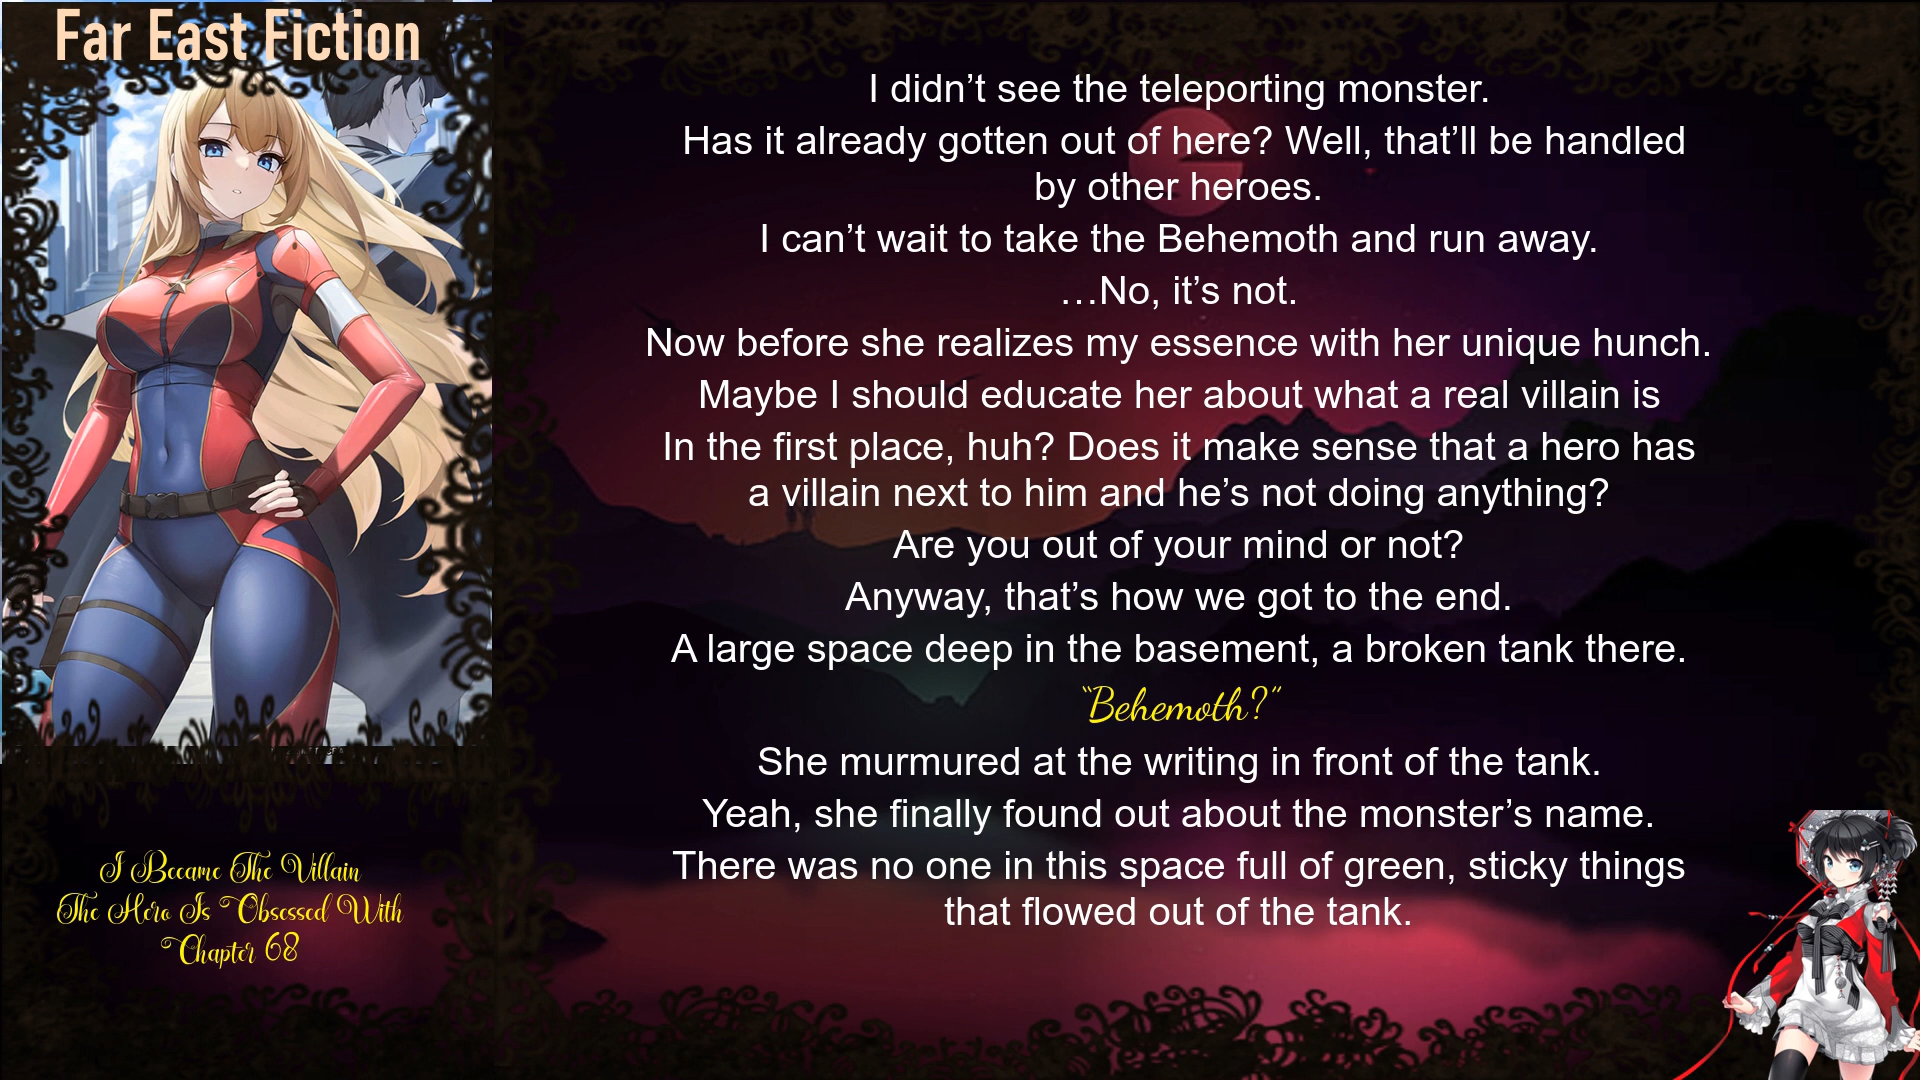 Far East Fiction
I didn’t see the teleporting monster.
Has it already gotten out of here? Well, that’ll be handled
by other heroes.
I can’t wait to take the Behemoth and run away.
…No, it’s not.
Now before she realizes my essence with her unique hunch.
Maybe I should educate her about what a real villain is
In the first place, huh? Does it make sense that a hero has
a villain next to him and he’s not doing anything?
Are you out of your mind or not?
Anyway, that’s how we got to the end.
A large space deep in the basement, a broken tank there.
“Behemoth?”
She murmured at the writing in front of the tank.
Yeah, she finally found out about the monster’s name.
There was no one in this space full of green, sticky things
that flowed out of the tank.
I Became The Villain
The Hero Is Obsessed With
Chapter 68